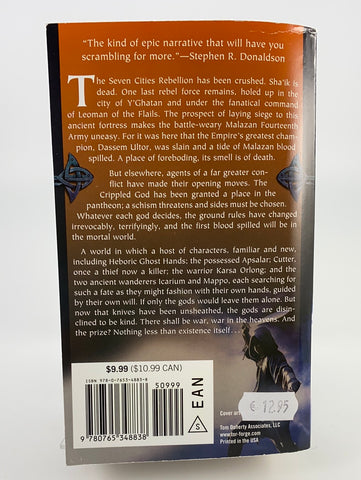 “The kind of epic narrative that will have you
scrambling for more.”—Stephen R. Donaldson
The Seven Cities Rebellion has been crushed. Sha’ik is
dead. One last rebel force remains, holed up in the
city of Y’Ghatan and under the fanatical command
of Leoman of the Flails. The prospect of laying siege to this
ancient fortress makes the battle-weary Malazan Fourteenth
Army uneasy. For it was here that the Empire’s greatest cham-
pion, Dassem Ultor, was slain and a tide of Malazan blood
spilled. A place of foreboding, its smell is of death.
But elsewhere, agents of a far greater con-
flict have made their opening moves. The
Crippled God has been granted a place in the
pantheon; a schism threatens and sides must be chosen.
Whatever each god decides, the ground rules have changed
irrevocably, terrifyingly, and the first blood spilled will be in
the mortal world.
A world in which a host of characters, familiar and new,
including Heboric Ghost Hands; the possessed Apsalar; Cutter,
once a thief now a killer; the warrior Karsa Orlong; and the
two ancient wanderers Icarium and Mappo, each searching for
such a fate as they might fashion with their own hands, guided
by their own will. If only the gods would leave them alone. But
now that knives have been unsheathed, the gods are disin-
clined to be kind. There shall be war, war in the heavens. And
the prize? Nothing less than existence itself . . .
$9.99 ($10.99 CAN)
ISBN 978-0-7653-4883-8
50999
9 780765 348838
EAN
S
€ 12.95
Cover art
Tom Doherty Associates, LLC
www.tor-forge.com
Printed in the USA